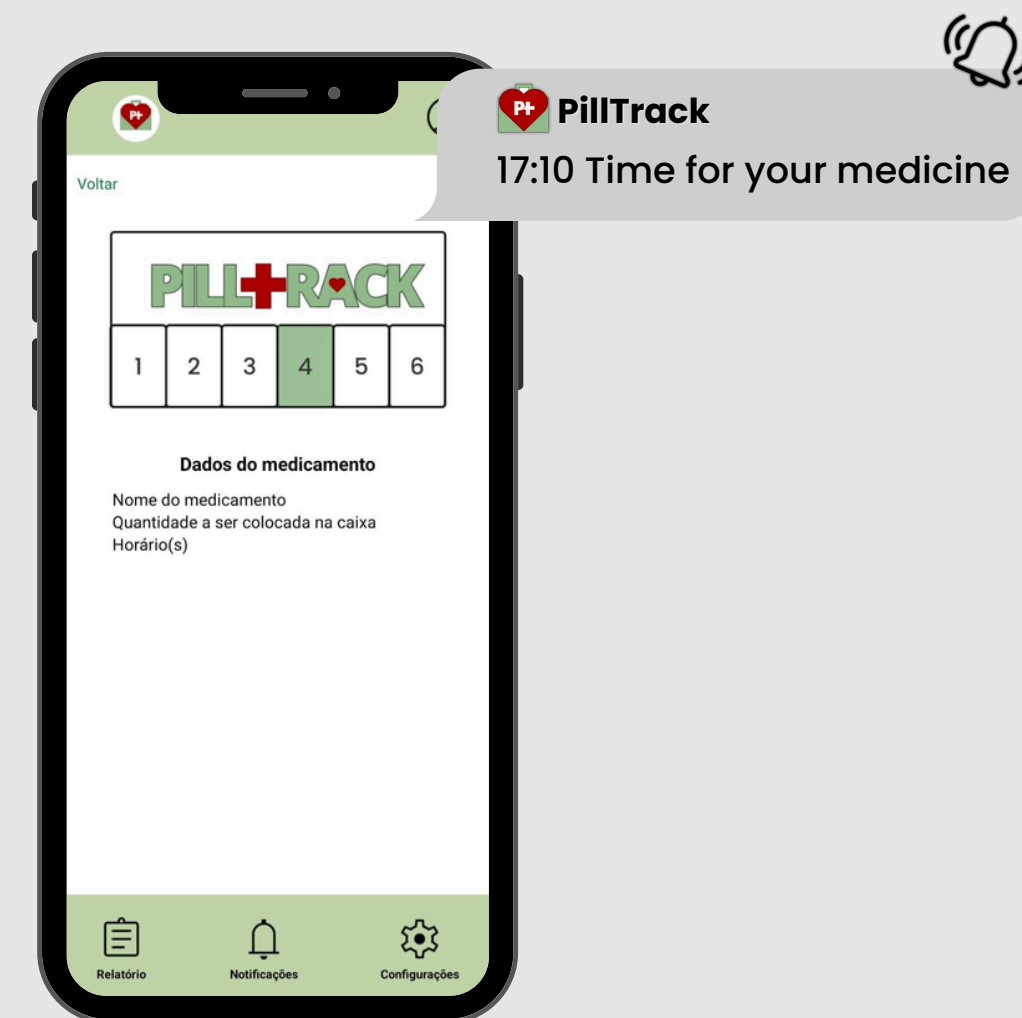 P+
P+ PillTrack
17:10 Time for your medicine
Voltar
PILLTRACK
1 2 3 4 5 6
Dados do medicamento
Nome do medicamento
Quantidade a ser colocada na caixa
Horário(s)
Relatório Notificações Configurações